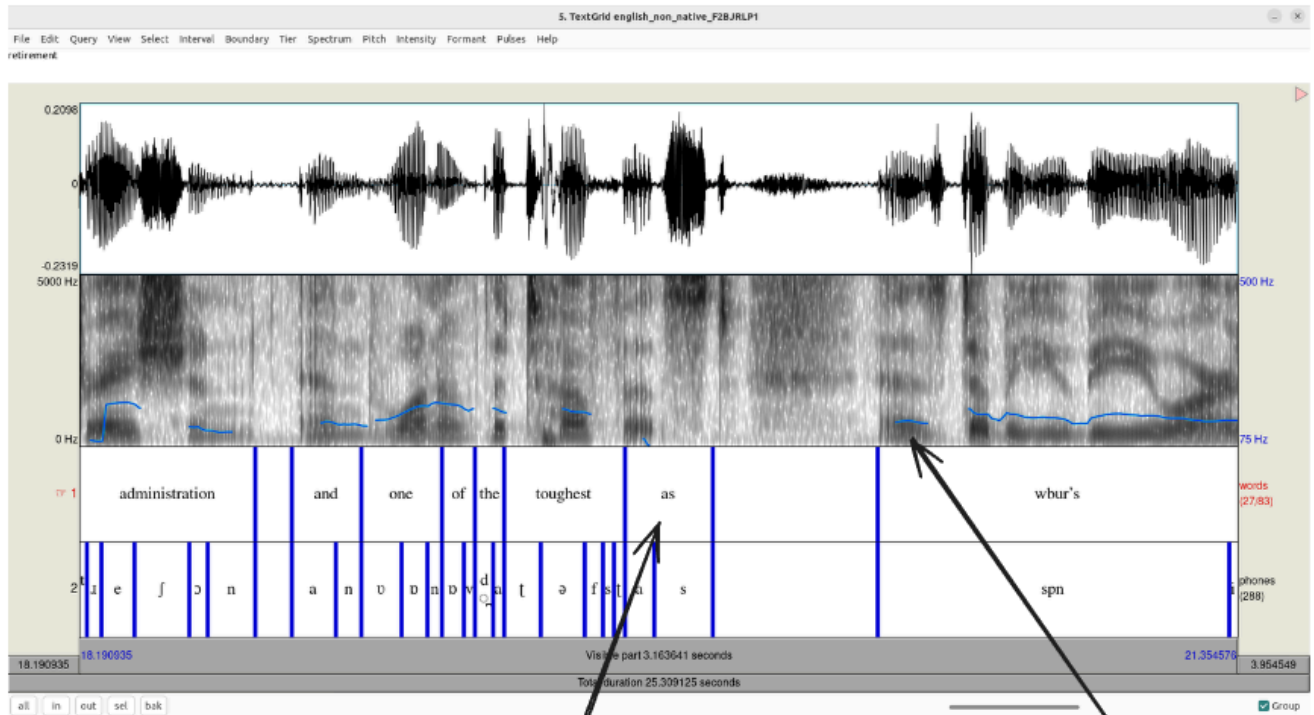 5. TextGrid english_non_native_F2BJRLP1
File Edit Query View Select Interval Boundary Tier Spectrum Pitch Intensity Formant Pulses Help
retirement
0.2098
0
-0.2319
5000 Hz
500 Hz
0 Hz
75 Hz
☞ 1 administration and one of the toughest as wbur's words (27/83)
2 t ɹ e ʃ ɔ n a n ʋ ɒ n ɒ v d̪ a ʈ ə f s ʈ s spn phones (288)
18.190935 18.190935 Visible part 3.163641 seconds 21.354576 3.954549
Total duration 25.309125 seconds
all in out sel bak Group